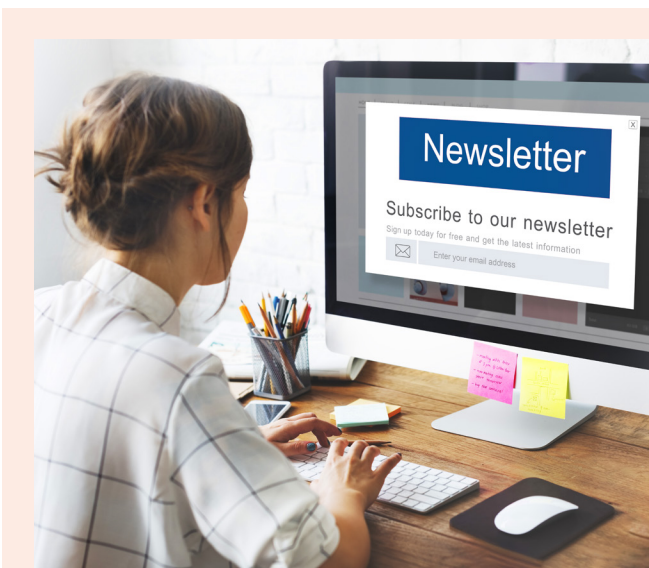 Newsletter
Subscribe to our newsletter
Sign up today for free and get the latest information
Enter your email address
X